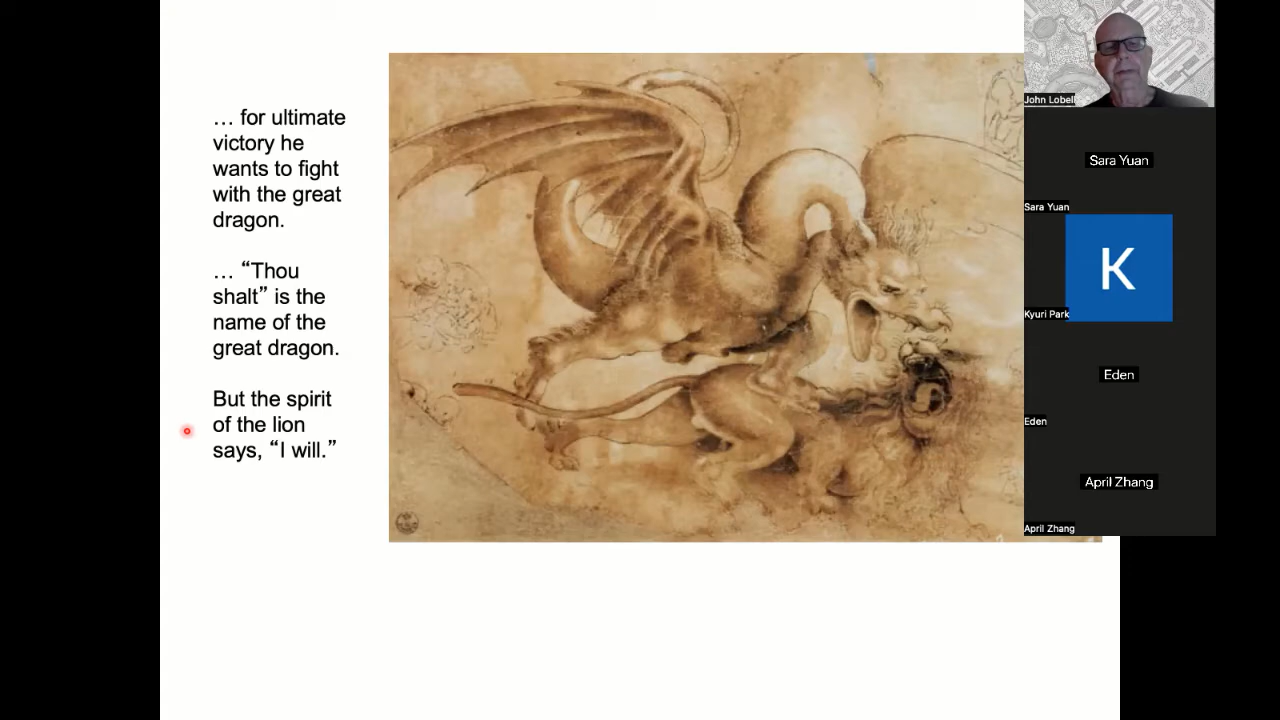 … for ultimate
victory he
wants to fight
with the great
dragon.
… “Thou
shalt” is the
name of the
great dragon.
But the spirit
of the lion
says, “I will.”
John Lobell
Sara Yuan
Sara Yuan
K
Kyuri Park
Eden
Eden
April Zhang
April Zhang